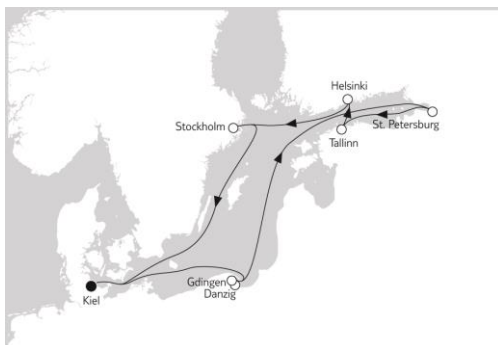 Helsinki
Stockholm
St. Petersburg
Tallinn
Gdingen
Danzig
Kiel